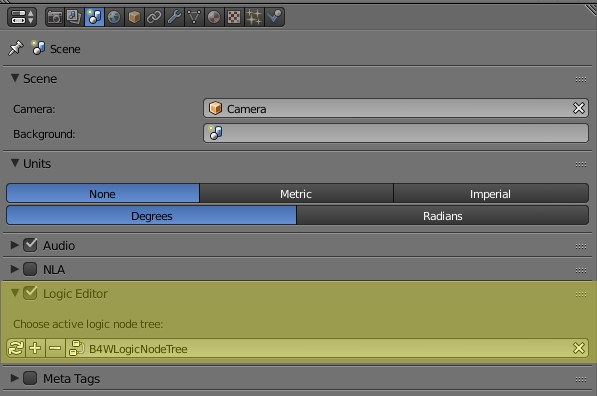 Scene
Scene
Camera: Camera
Background:
Units
None Metric Imperial
Degrees Radians
Audio
NLA
Logic Editor
Choose active logic node tree:
B4WLogicNodeTree
Meta Tags